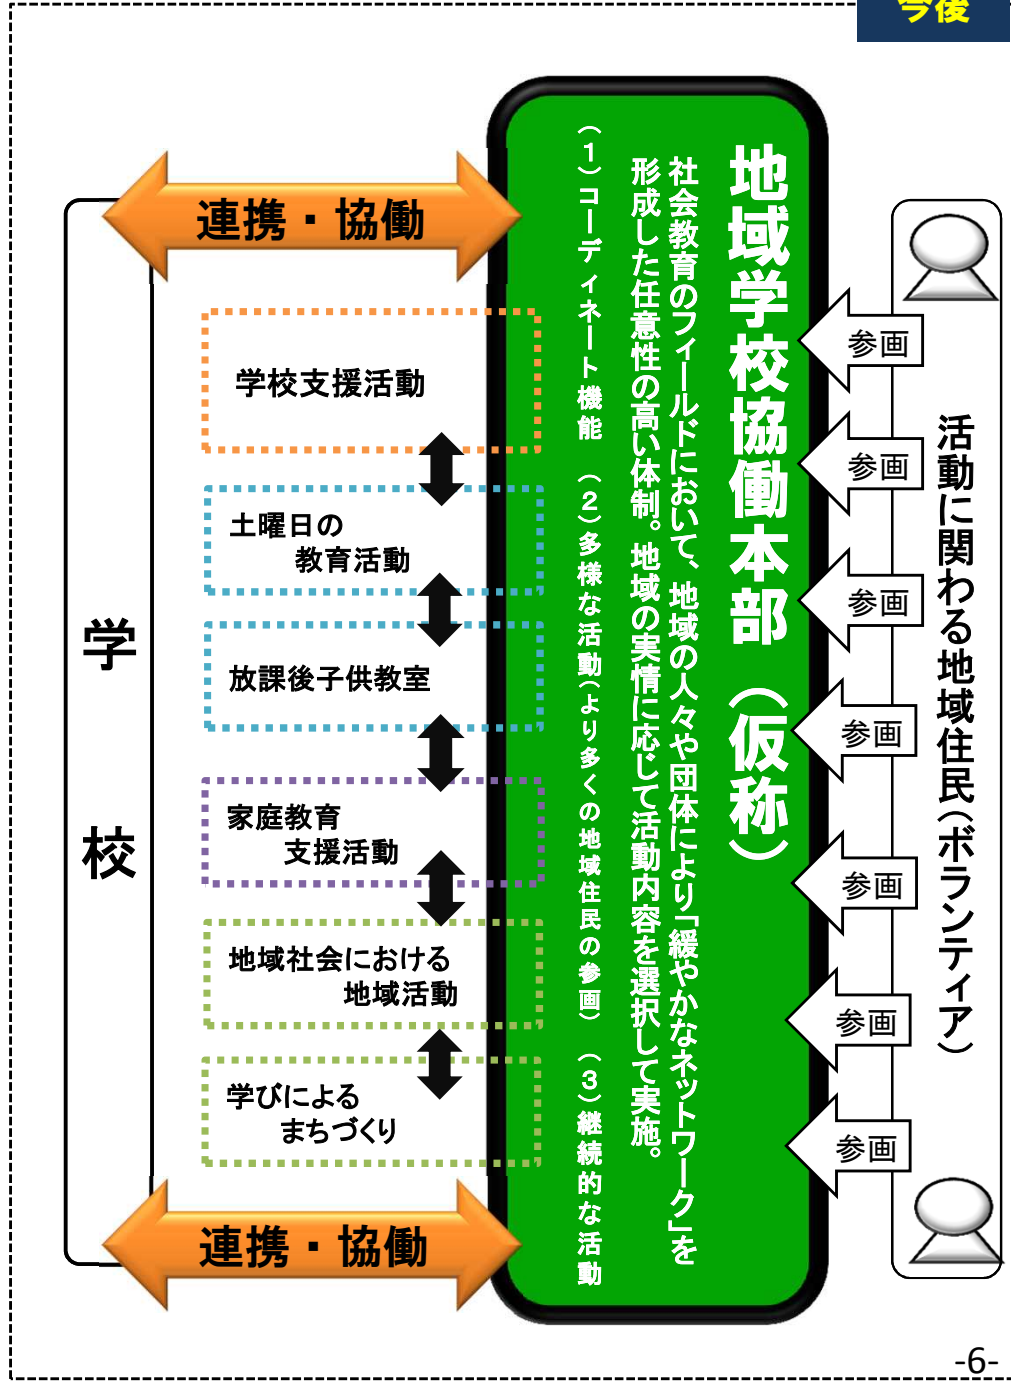 今後
連携・協働
学校
学校支援活動
土曜日の
教育活動
放課後子供教室
家庭教育
支援活動
地域社会における
地域活動
学びによる
まちづくり
連携・協働
地域学校協働本部（仮称）
社会教育のフィールドにおいて、地域の人々や団体により「緩やかなネットワーク」を
形成した任意性の高い体制。地域の実情に応じて活動内容を選択して実施。
（１）コーディネート機能　（２）多様な活動（より多くの地域住民の参画）　（３）継続的な活動
参画
参画
参画
参画
参画
参画
参画
活動に関わる地域住民（ボランティア）
-6-